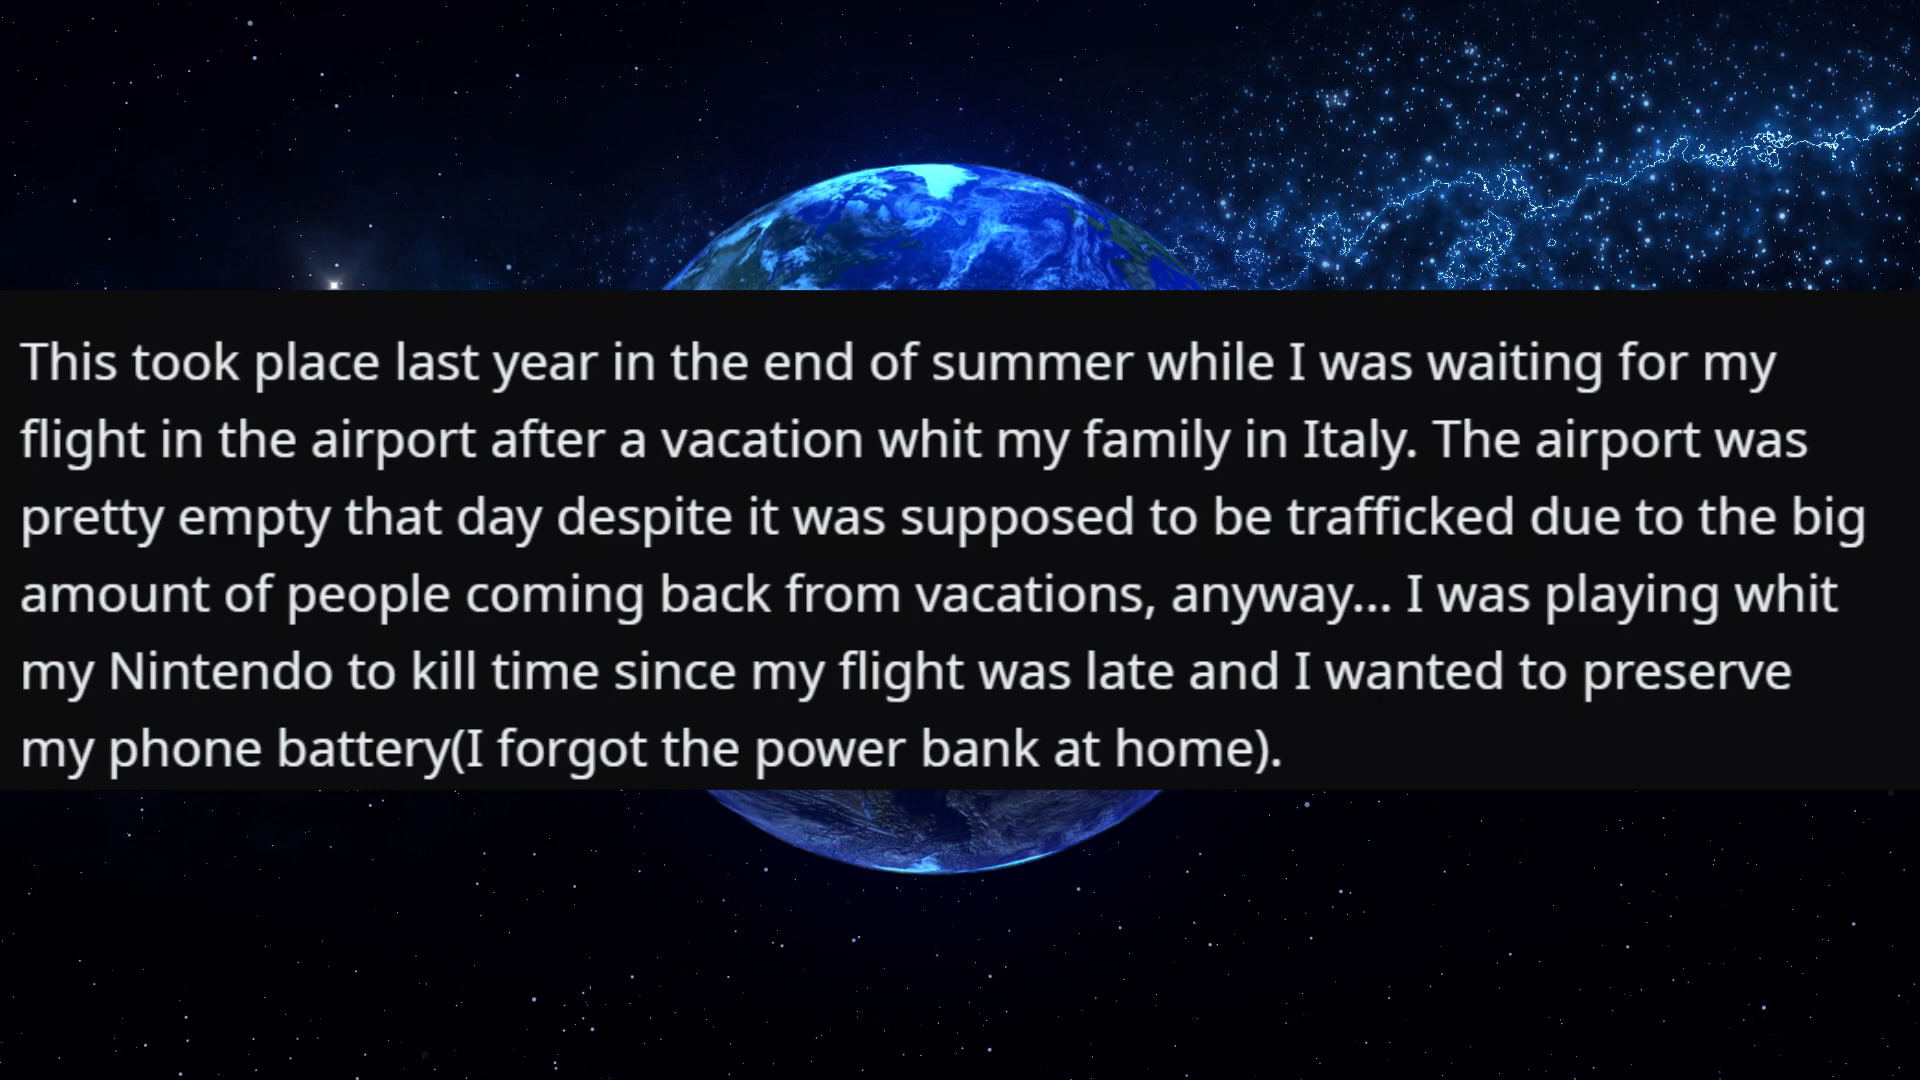 This took place last year in the end of summer while I was waiting for my
flight in the airport after a vacation whit my family in Italy. The airport was
pretty empty that day despite it was supposed to be trafficked due to the big
amount of people coming back from vacations, anyway... I was playing whit
my Nintendo to kill time since my flight was late and I wanted to preserve
my phone battery(I forgot the power bank at home).